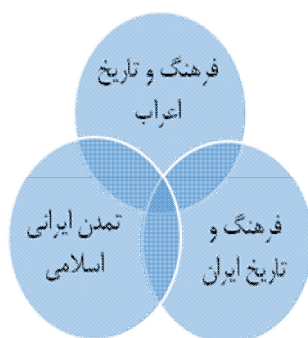 فرهنگ و تاریخ
اعراب
فرهنگ و
تاریخ ایران
تمدن ایرانی
اسلامی